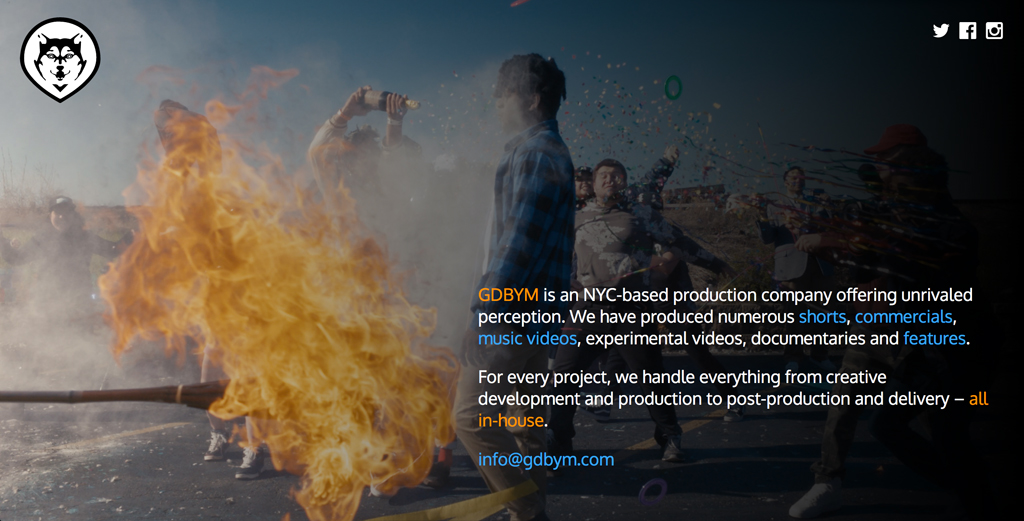 GDBYM is an NYC-based production company offering unrivaled
perception. We have produced numerous shorts, commercials,
music videos, experimental videos, documentaries and features.
For every project, we handle everything from creative
development and production to post-production and delivery – all
in-house.
info@gdbym.com